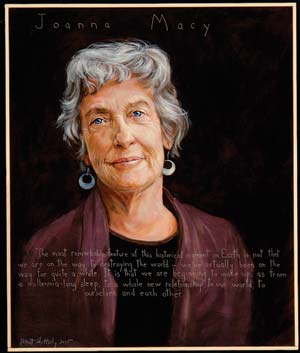 Joanna Macy
"The most remarkable feature of this historical moment on Earth is not that
we are on the way to destroying the world — we've actually been on the
way for quite a while. It is that we are beginning to wake up, as from
a millennia-long sleep, to a whole new relationship to our world, to
ourselves and each other.